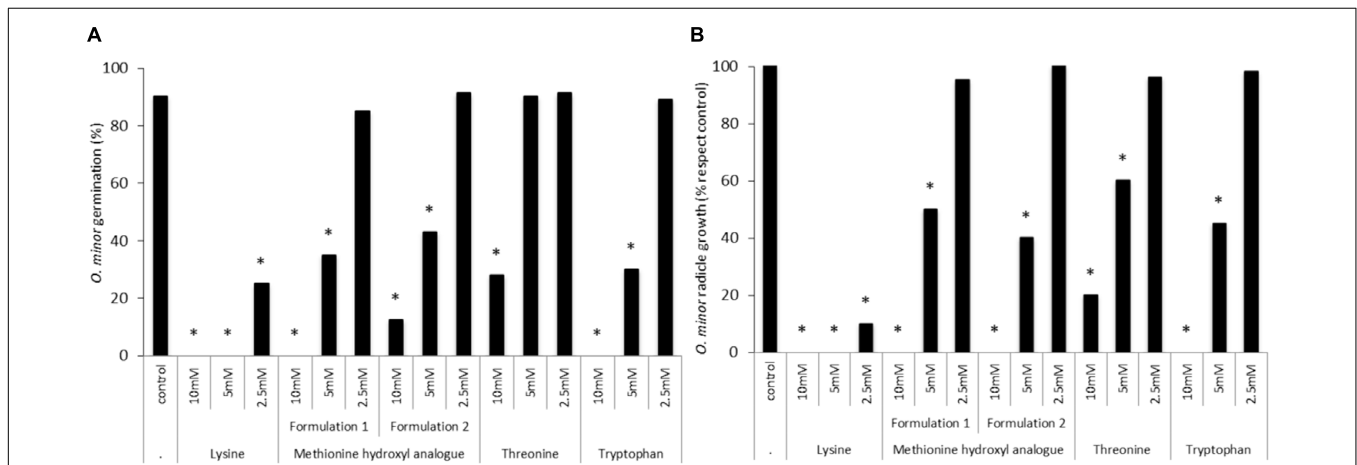 A
O. minor germination (%)
100
80
60
40
20
0
* * * * * * * * * *
control 10mM 5mM 2.5mM 10mM 5mM 2.5mM 10mM 5mM 2.5mM 10mM 5mM 2.5mM 10mM 5mM 2.5mM
Formulation 1 Formulation 2
. Lysine Methionine hydroxyl analogue Threonine Tryptophan
B
O. minor radicle growth (% respect control)
100
80
60
40
20
0
* * * * * * * * * * *
control 10mM 5mM 2.5mM 10mM 5mM 2.5mM 10mM 5mM 2.5mM 10mM 5mM 2.5mM 10mM 5mM 2.5mM
Formulation 1 Formulation 2
. Lysine Methionine hydroxyl analogue Threonine Tryptophan